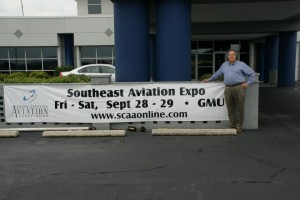 Southeast Aviation Expo
Fri - Sat, Sept 28 - 29 • GMU
www.scaaonline.com
AVIATION